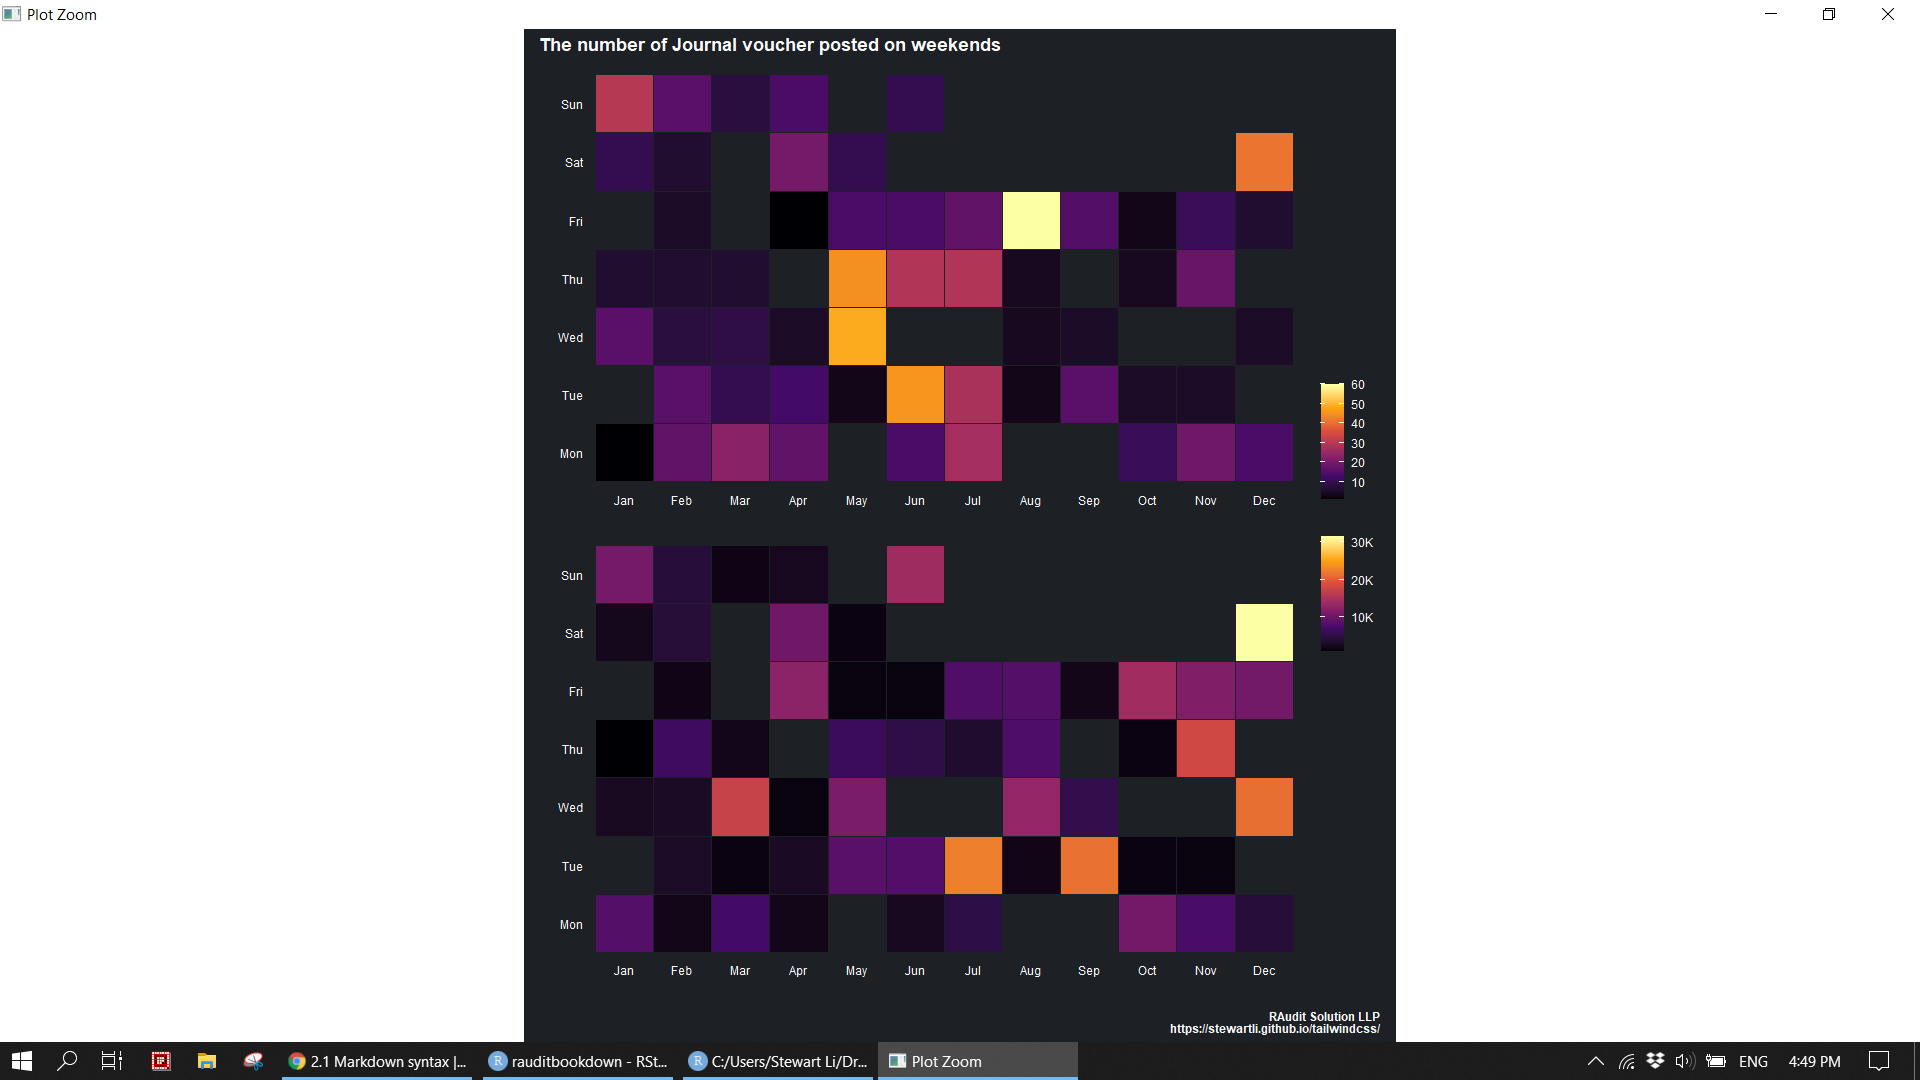 Plot Zoom
The number of Journal voucher posted on weekends
Sun
Sat
Fri
Thu
Wed
Tue
Mon
Jan Feb Mar Apr May Jun Jul Aug Sep Oct Nov Dec
60
50
40
30
20
10
Sun
Sat
Fri
Thu
Wed
Tue
Mon
Jan Feb Mar Apr May Jun Jul Aug Sep Oct Nov Dec
30K
20K
10K
RAudit Solution LLP
https://stewartli.github.io/tailwindcss/
2.1 Markdown syntax |... rauditbookdown - RSt... C:/Users/Stewart Li/Dr... Plot Zoom ENG 4:49 PM